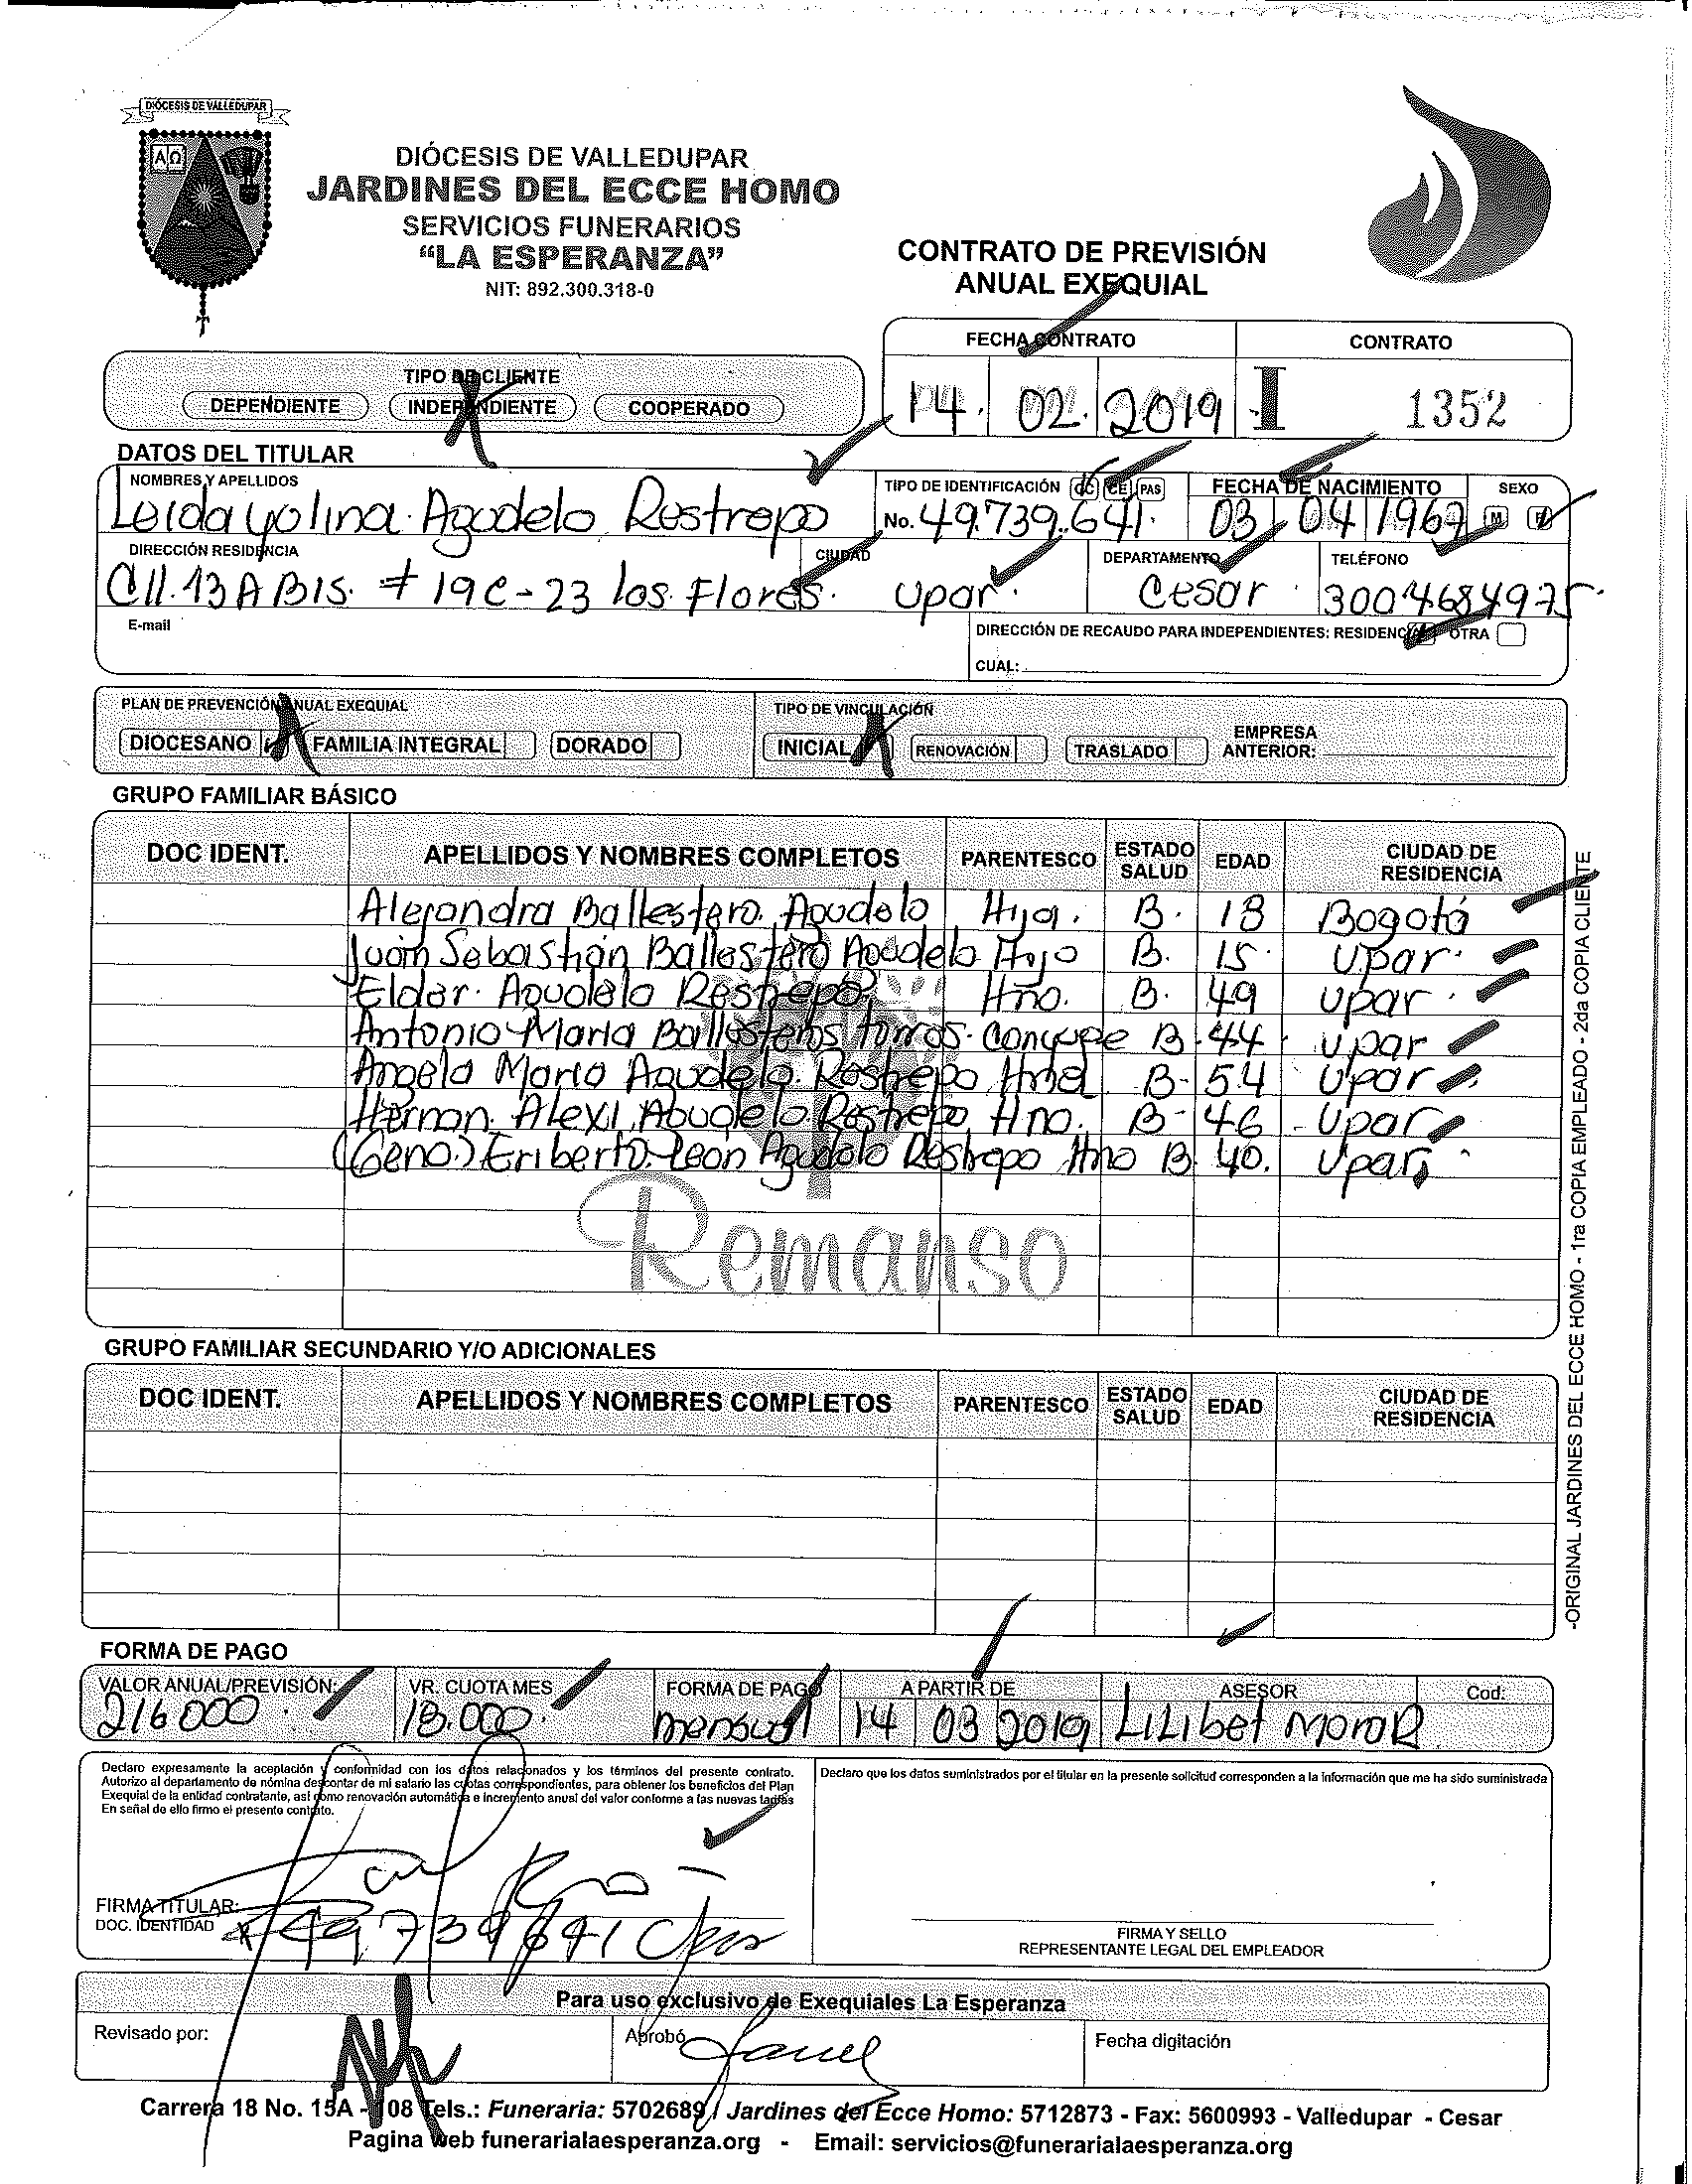 DIÓCESIS DE VALLEDUPAR
ΑΩ
DIÓCESIS DE VALLEDUPAR
JARDINES DEL ECCE HOMO
SERVICIOS FUNERARIOS
“LA ESPERANZA”
NIT: 892.300.318-0
CONTRATO DE PREVISIÓN
ANUAL EXEQUIAL
FECHA CONTRATO CONTRATO
14. 02. 2019 I 1352
TIPO DE CLIENTE
DEPENDIENTE INDEPENDIENTE COOPERADO
DATOS DEL TITULAR
NOMBRES Y APELLIDOS TIPO DE IDENTIFICACIÓN CC CE PAS FECHA DE NACIMIENTO SEXO
Leida yolina Agudelo Restrepo No. 49.739.641. 03 04 1967 M F
DIRECCIÓN RESIDENCIA CIUDAD DEPARTAMENTO TELÉFONO
Cll. 13 A BIS. # 19C-23 los Flores. Upar. Cesar. 3004684975.
E-mail DIRECCIÓN DE RECAUDO PARA INDEPENDIENTES: RESIDENCIA OTRA
CUAL:
PLAN DE PREVENCIÓN ANUAL EXEQUIAL TIPO DE VINCULACIÓN
DIOCESANO FAMILIA INTEGRAL DORADO INICIAL RENOVACIÓN TRASLADO EMPRESA ANTERIOR:
GRUPO FAMILIAR BÁSICO
DOC IDENT. APELLIDOS Y NOMBRES COMPLETOS PARENTESCO ESTADO SALUD EDAD CIUDAD DE RESIDENCIA
Alejandra Ballestero. Agudelo Hija. B. 18 Bogotá
Juan Sebastián Ballestero Agudelo Hijo B. 15. Upar.
Elder. Agudelo Restrepo Hno. B. 49 Upar.
Antonio Maria Ballesteros torres. Conyuge B. 44. Upar
Angela Maria Agudelo. Restrepo Hna B- 54 Upar
Hernan. Alexi Agudelo Restrepo Hno. B- 46 - Upar
(Geno.) Eriberto. Leon Agudelo Restrepo Hno B. 40. Upar
Remanso
GRUPO FAMILIAR SECUNDARIO Y/O ADICIONALES
DOC IDENT. APELLIDOS Y NOMBRES COMPLETOS PARENTESCO ESTADO SALUD EDAD CIUDAD DE RESIDENCIA
-ORIGINAL JARDINES DEL ECCE HOMO - 1ra COPIA EMPLEADO - 2da COPIA CLIENTE
FORMA DE PAGO
VALOR ANUAL/PREVISIÓN: VR. CUOTA MES FORMA DE PAGO A PARTIR DE ASESOR Cod:
216000. 18.000. mensual 14 03 2019 Lilibet Mora R
Declaro expresamente la aceptación y conformidad con los datos relacionados y los términos del presente contrato.
Autorizo al departamento de nómina descontar de mi salario las cuotas correspondientes, para obtener los beneficios del Plan
Exequial de la entidad contratante, así como renovación automática e incremento anual del valor conforme a las nuevas tarifas
En señal de ello firmo el presente contrato.
Declaro que los datos suministrados por el titular en la presente solicitud corresponden a la información que me ha sido suministrada
FIRMA TITULAR:
DOC. IDENTIDAD 49739641
FIRMA Y SELLO
REPRESENTANTE LEGAL DEL EMPLEADOR
Para uso exclusivo de Exequiales La Esperanza
Revisado por: Aprobó Fecha digitación
Carrera 18 No. 15A - 108 Tels.: Funeraria: 5702689 / Jardines del Ecce Homo: 5712873 - Fax: 5600993 - Valledupar - Cesar
Pagina web funerarialaesperanza.org - Email: servicios@funerarialaesperanza.org